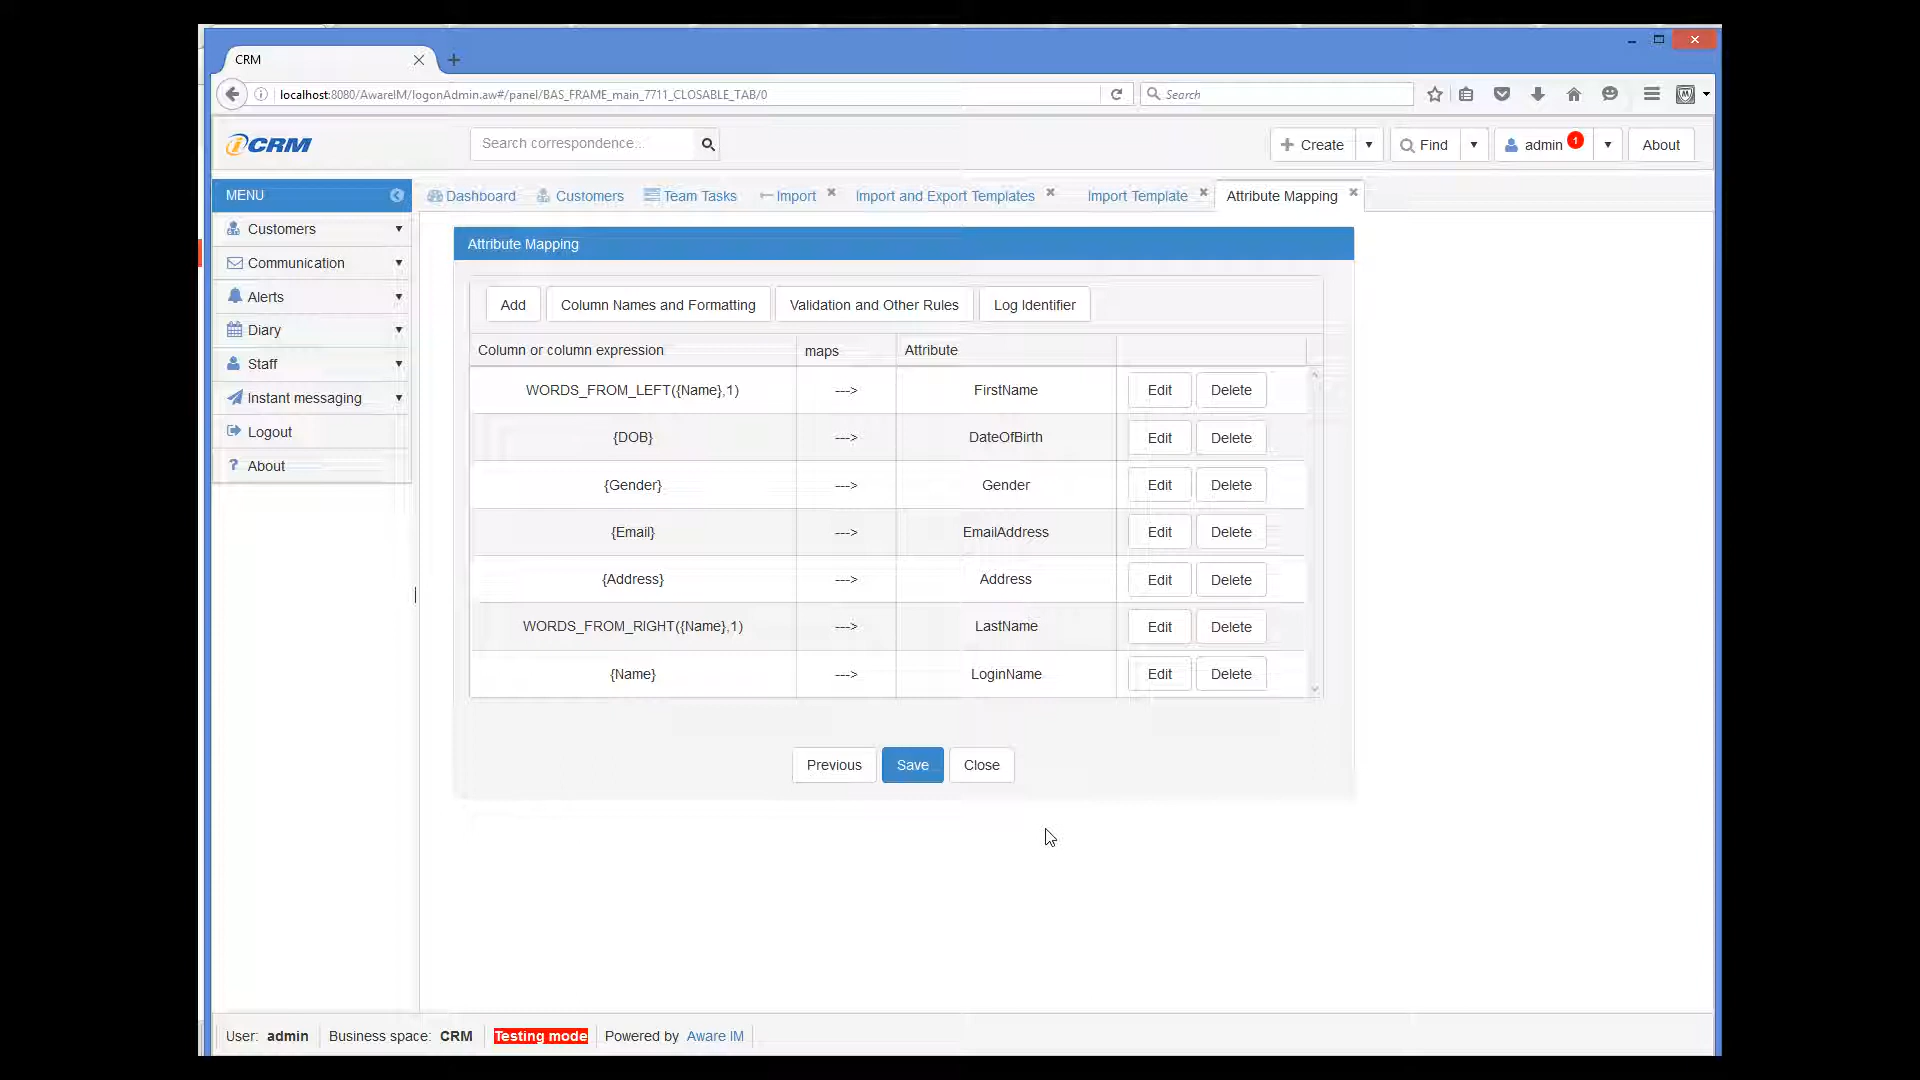 CRM
localhost:8080/AwareIM/logonAdmin.aw#/panel/BAS_FRAME_main_7711_CLOSABLE_TAB/0
Search
iCRM
Search correspondence...
Create
Find
admin
1
About
MENU
Dashboard
Customers
Team Tasks
Import
Import and Export Templates
Import Template
Attribute Mapping
Customers
Communication
Alerts
Diary
Staff
Instant messaging
Logout
About
Attribute Mapping
Add
Column Names and Formatting
Validation and Other Rules
Log Identifier
Column or column expression maps Attribute
WORDS_FROM_LEFT({Name},1) ---> FirstName Edit Delete
{DOB} ---> DateOfBirth Edit Delete
{Gender} ---> Gender Edit Delete
{Email} ---> EmailAddress Edit Delete
{Address} ---> Address Edit Delete
WORDS_FROM_RIGHT({Name},1) ---> LastName Edit Delete
{Name} ---> LoginName Edit Delete
Previous Save Close
User: admin Business space: CRM Testing mode Powered by Aware IM